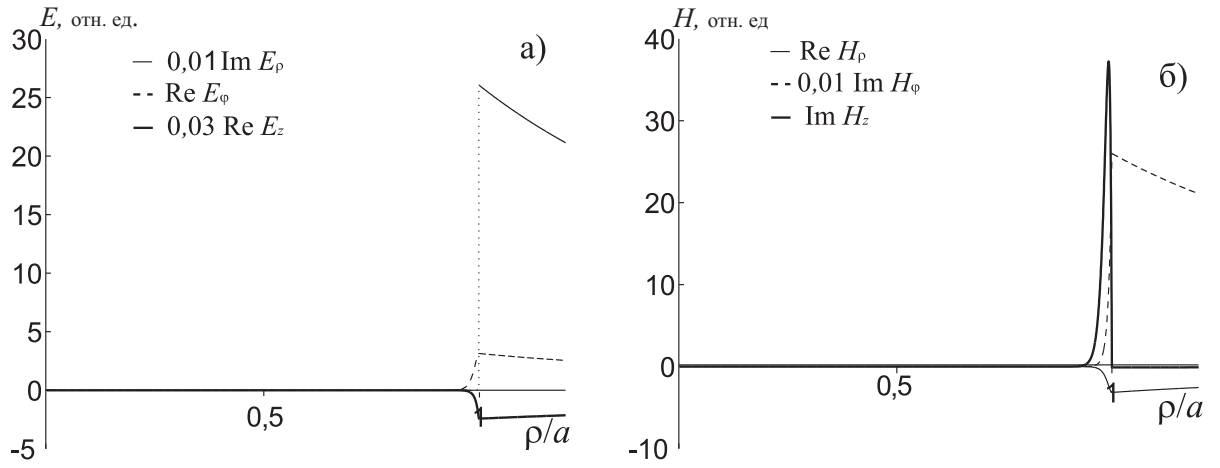 E, отн. ед.
30
25
20
15
10
5
0
-5
0,5
1
ρ/a
а)
0,01 Im Eρ
Re Eφ
0,03 Re Ez
H, отн. ед
40
30
20
10
0
-10
0,5
1
ρ/a
б)
Re Hρ
0,01 Im Hφ
Im Hz